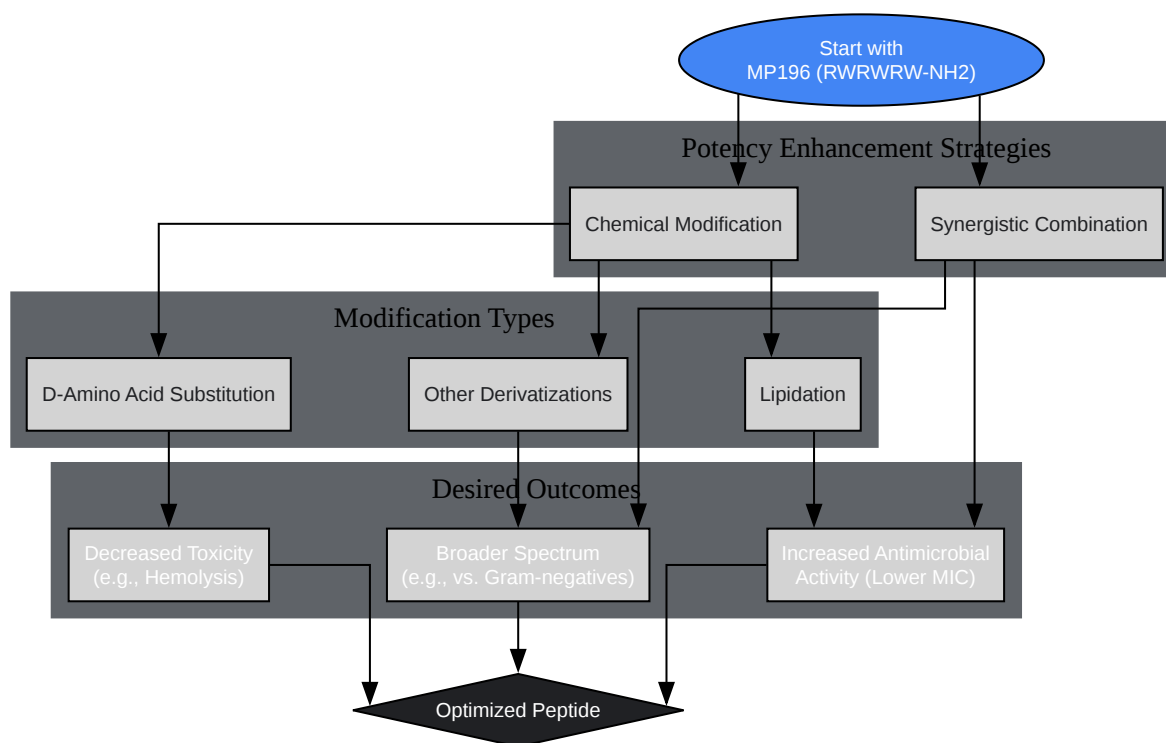 Start with
MP196 (RWRWRW-NH2)
Potency Enhancement Strategies
Chemical Modification
Synergistic Combination
Modification Types
D-Amino Acid Substitution
Other Derivatizations
Lipidation
Desired Outcomes
Decreased Toxicity
(e.g., Hemolysis)
Broader Spectrum
(e.g., vs. Gram-negatives)
Increased Antimicrobial
Activity (Lower MIC)
Optimized Peptide